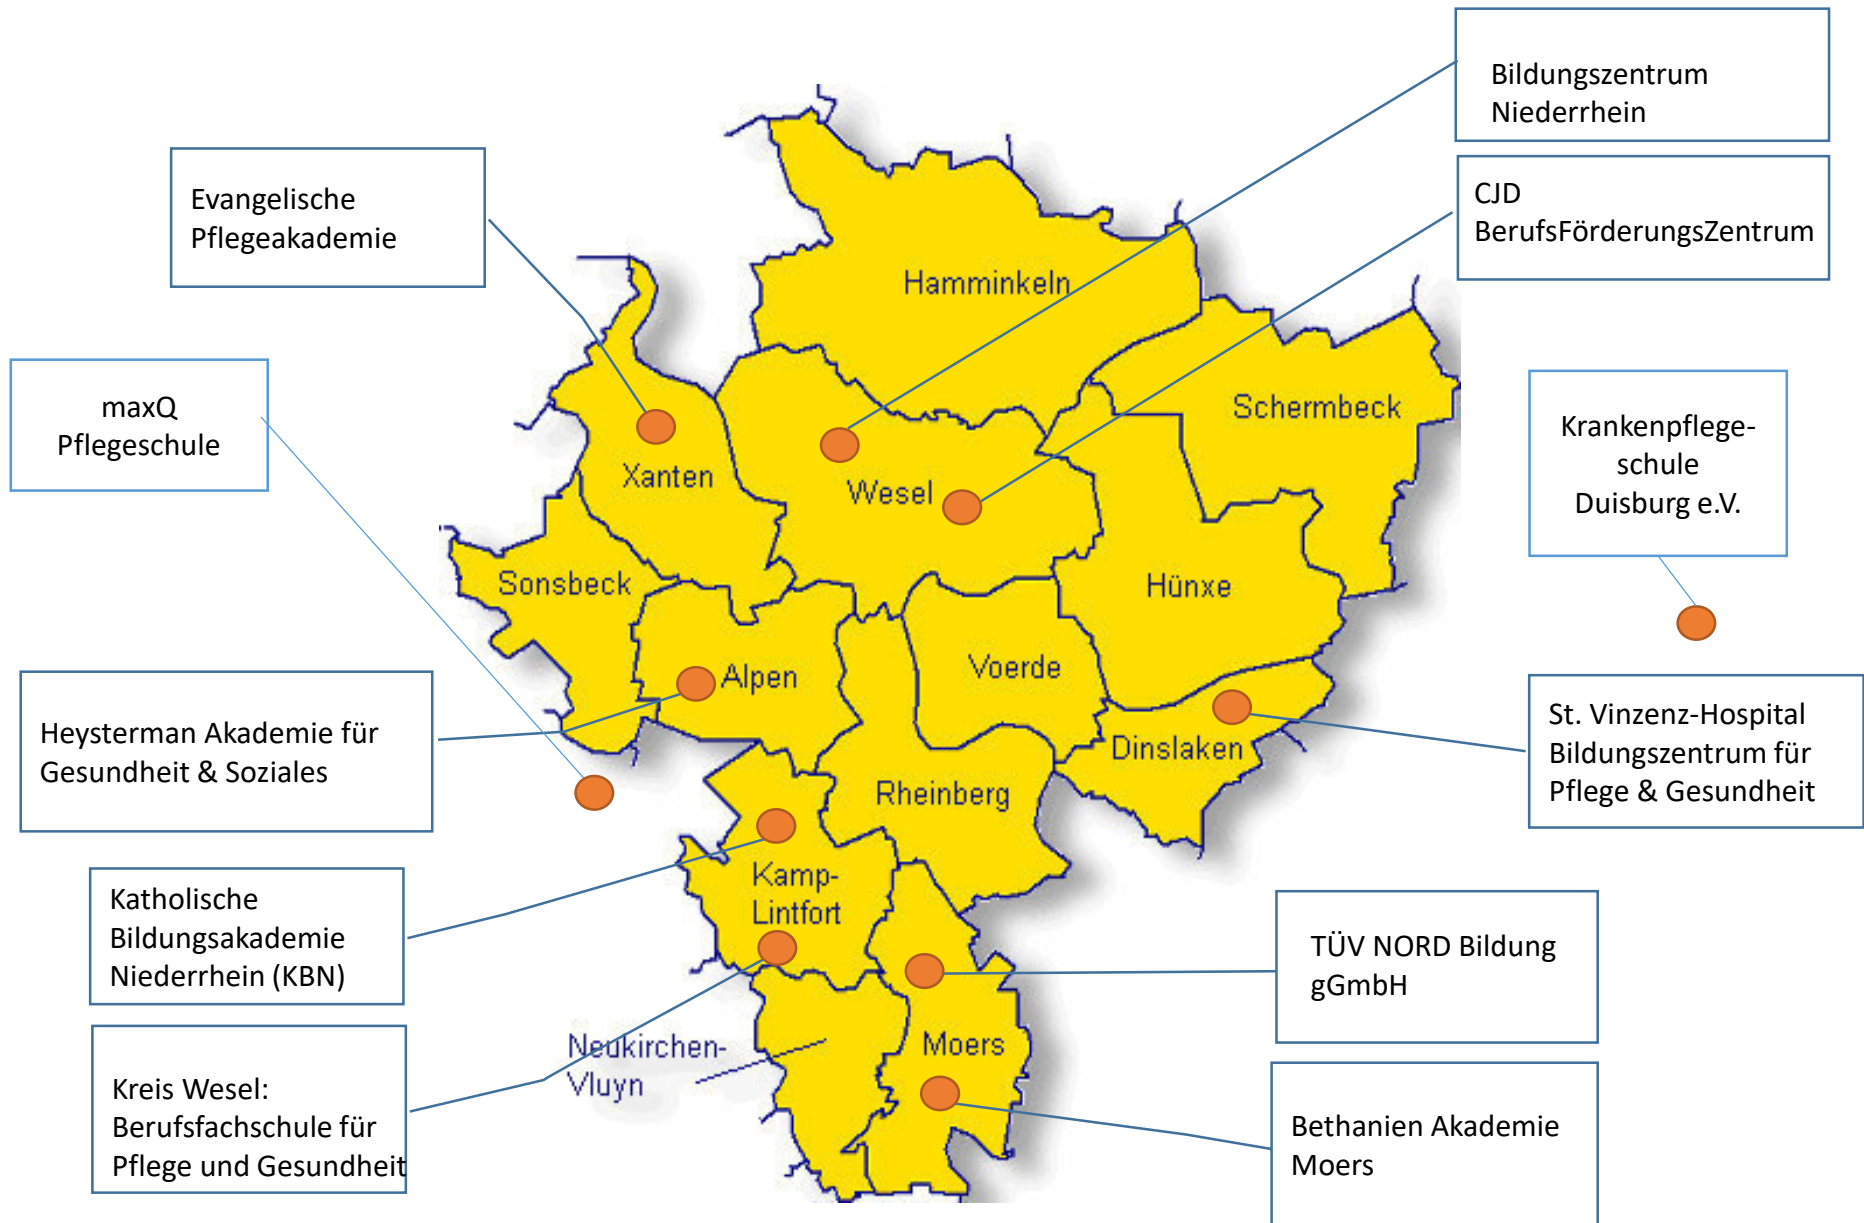 Bildungszentrum
Niederrhein
Evangelische
Pflegeakademie
CJD
BerufsFörderungsZentrum
Hamminkeln
maxQ
Pflegeschule
Schermbeck
Krankenpflege-
schule
Duisburg e.V.
Xanten
Wesel
Sonsbeck
Hünxe
Alpen
Voerde
Heysterman Akademie für
Gesundheit & Soziales
Dinslaken
St. Vinzenz-Hospital
Bildungszentrum für
Pflege & Gesundheit
Rheinberg
Kamp-
Lintfort
Katholische
Bildungsakademie
Niederrhein (KBN)
TÜV NORD Bildung
gGmbH
Neukirchen-
Vluyn
Moers
Kreis Wesel:
Berufsfachschule für
Pflege und Gesundheit
Bethanien Akademie
Moers